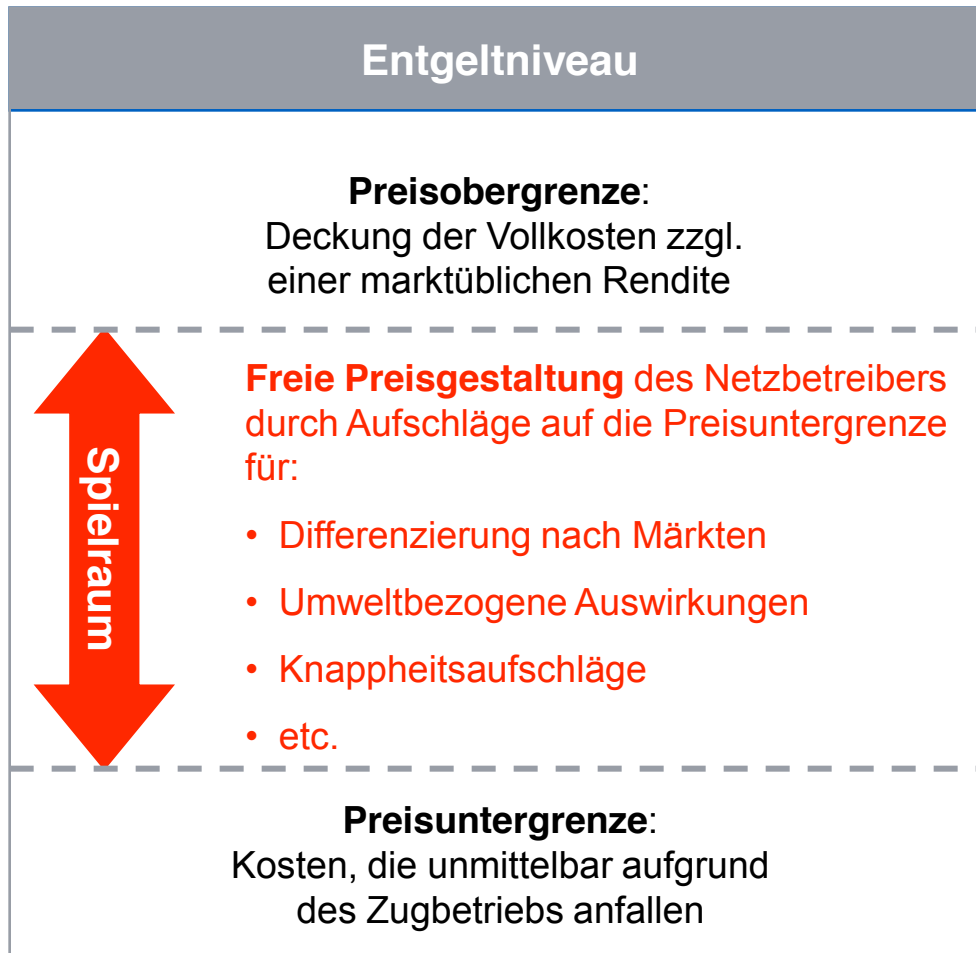 Entgeltniveau
Preisobergrenze:
Deckung der Vollkosten zzgl.
einer marktüblichen Rendite
Spielraum
Freie Preisgestaltung des Netzbetreibers
durch Aufschläge auf die Preisuntergrenze
für:
• Differenzierung nach Märkten
• Umweltbezogene Auswirkungen
• Knappheitsaufschläge
• etc.
Preisuntergrenze:
Kosten, die unmittelbar aufgrund
des Zugbetriebs anfallen